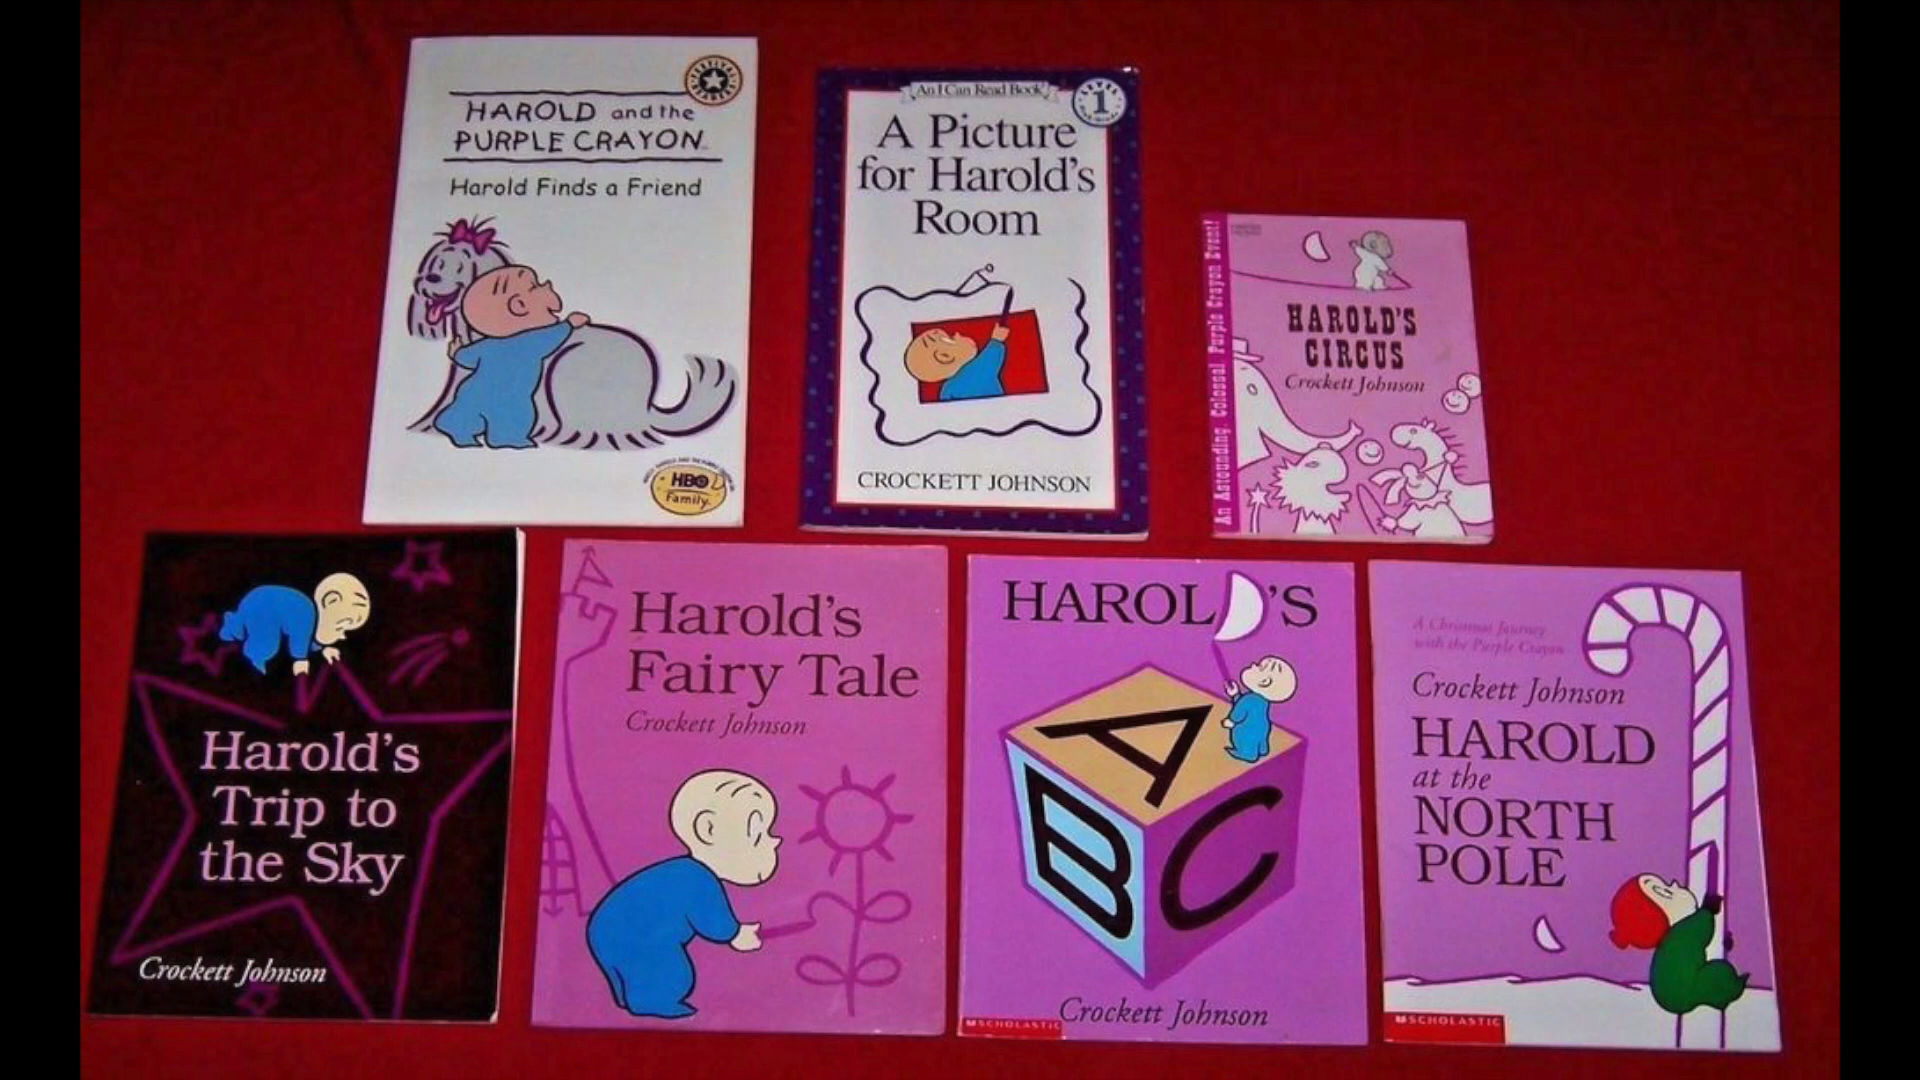 HAROLD and the
PURPLE CRAYON
Harold Finds a Friend
HBO
Family
An I Can Read Book
LEVEL
1
A Picture
for Harold's
Room
CROCKETT JOHNSON
An Astounding Colossal Purple Crayon Event!
HAROLD'S
CIRCUS
Crockett Johnson
Harold's
Trip to
the Sky
Crockett Johnson
Harold's
Fairy Tale
Crockett Johnson
HAROLD'S
A
B
C
Crockett Johnson
SCHOLASTIC
A Christmas Journey
with the Purple Crayon
Crockett Johnson
HAROLD
at the
NORTH
POLE
SCHOLASTIC